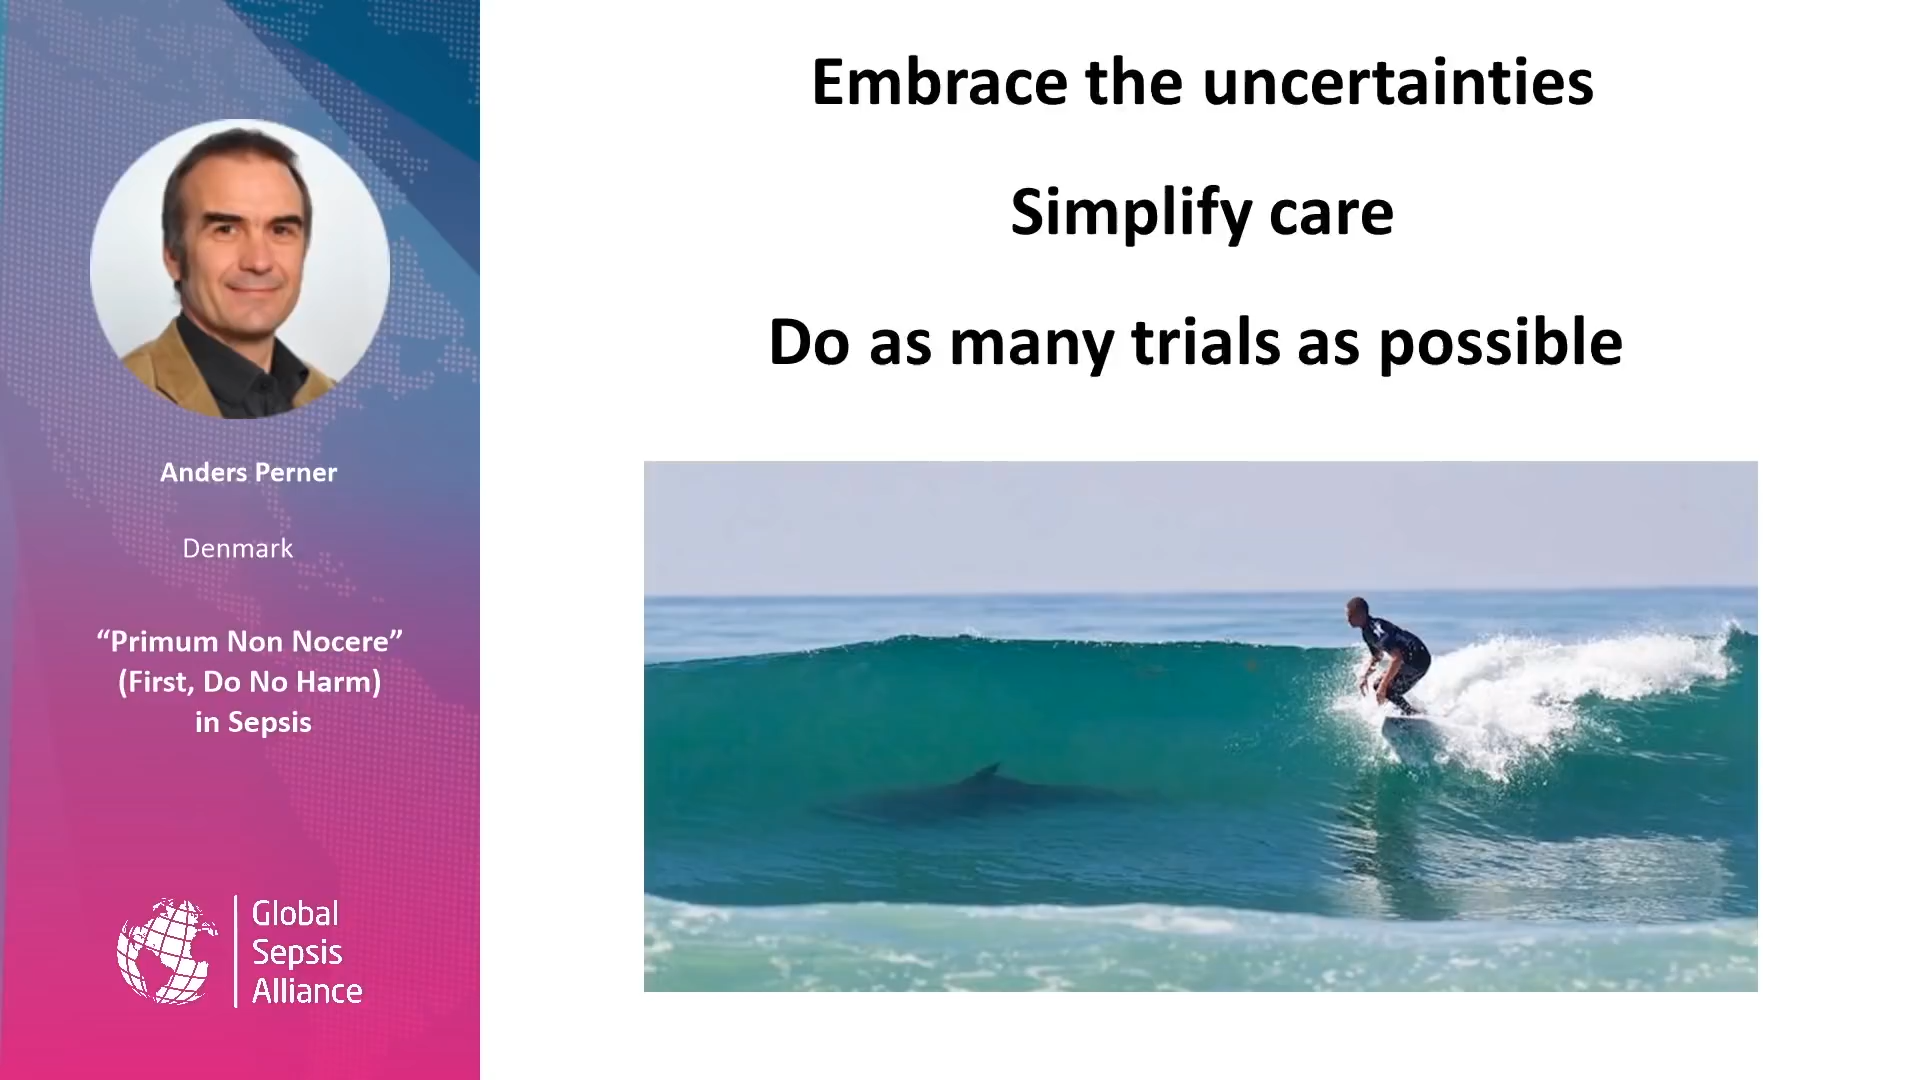 Embrace the uncertainties
Simplify care
Do as many trials as possible
Anders Perner
Denmark
“Primum Non Nocere”
(First, Do No Harm)
in Sepsis
Global
Sepsis
Alliance